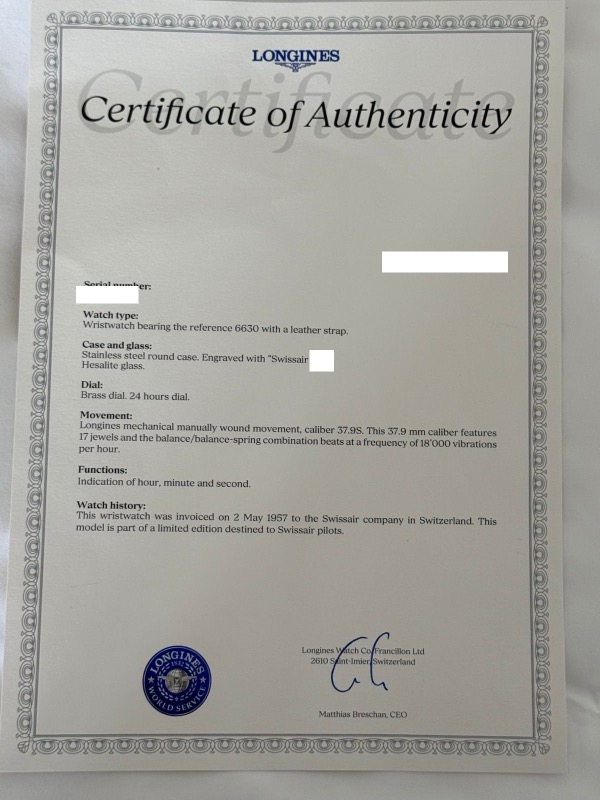 LONGINES
Certificate
Certificate of Authenticity
Serial number:
Watch type:
Wristwatch bearing the reference 6630 with a leather strap.
Case and glass:
Stainless steel round case. Engraved with "Swissair
Hesalite glass.
Dial:
Brass dial. 24 hours dial.
Movement:
Longines mechanical manually wound movement, caliber 37.9S. This 37.9 mm caliber features
17 jewels and the balance/balance-spring combination beats at a frequency of 18'000 vibrations
per hour.
Functions:
Indication of hour, minute and second.
Watch history:
This wristwatch was invoiced on 2 May 1957 to the Swissair company in Switzerland. This
model is part of a limited edition destined to Swissair pilots.
LONGINES
1832
WORLD SERVICE
Longines Watch Co. Francillon Ltd
2610 Saint-Imier, Switzerland
Matthias Breschan, CEO